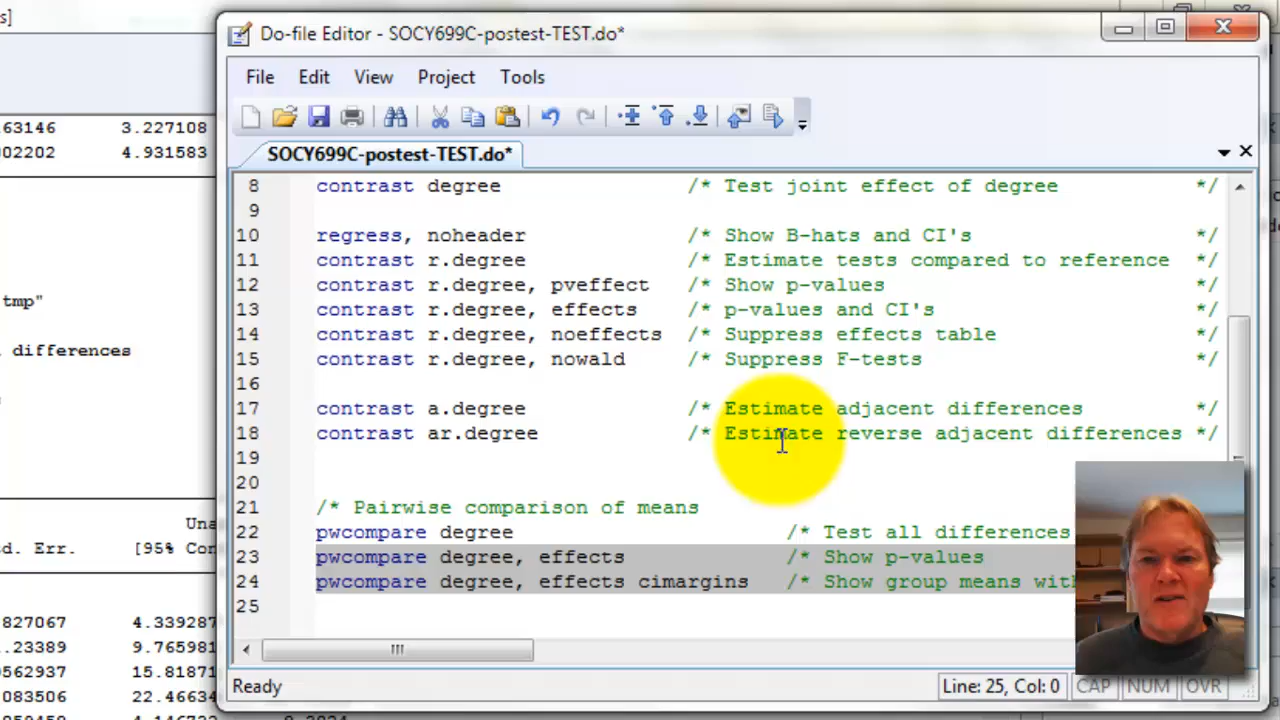 s]
Do-file Editor - SOCY699C-postest-TEST.do*
File Edit View Project Tools
63146 3.227108
002202 4.931583
SOCY699C-postest-TEST.do*
8 contrast degree /* Test joint effect of degree */
9
10 regress, noheader /* Show B-hats and CI's */
11 contrast r.degree /* Estimate tests compared to reference */
12 contrast r.degree, pveffect /* Show p-values */
tmp"
13 contrast r.degree, effects /* p-values and CI's */
14 contrast r.degree, noeffects /* Suppress effects table */
differences
15 contrast r.degree, nowald /* Suppress F-tests */
16
17 contrast a.degree /* Estimate adjacent differences */
18 contrast ar.degree /* Estimate reverse adjacent differences */
19
20
21 /* Pairwise comparison of means
Una
22 pwcompare degree /* Test all differences
d. Err. [95% Con
23 pwcompare degree, effects /* Show p-values
24 pwcompare degree, effects cimargins /* Show group means with
25
827067 4.339287
.23389 9.765981
0562937 15.81871
083506 22.46634
Ready Line: 25, Col: 0 CAP NUM OVR